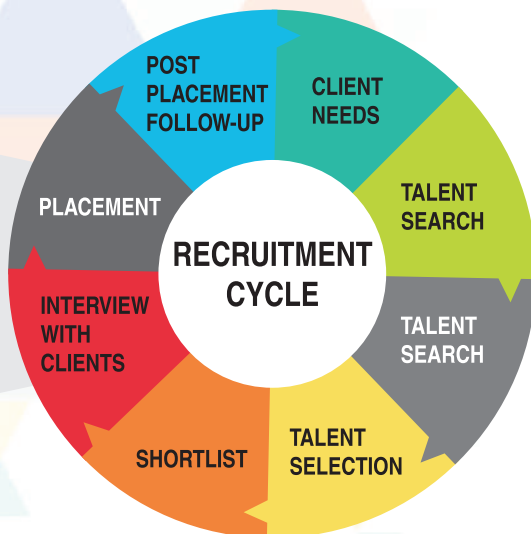 RECRUITMENT
CYCLE
CLIENT
NEEDS
TALENT
SEARCH
TALENT
SEARCH
TALENT
SELECTION
SHORTLIST
INTERVIEW
WITH
CLIENTS
PLACEMENT
POST
PLACEMENT
FOLLOW-UP